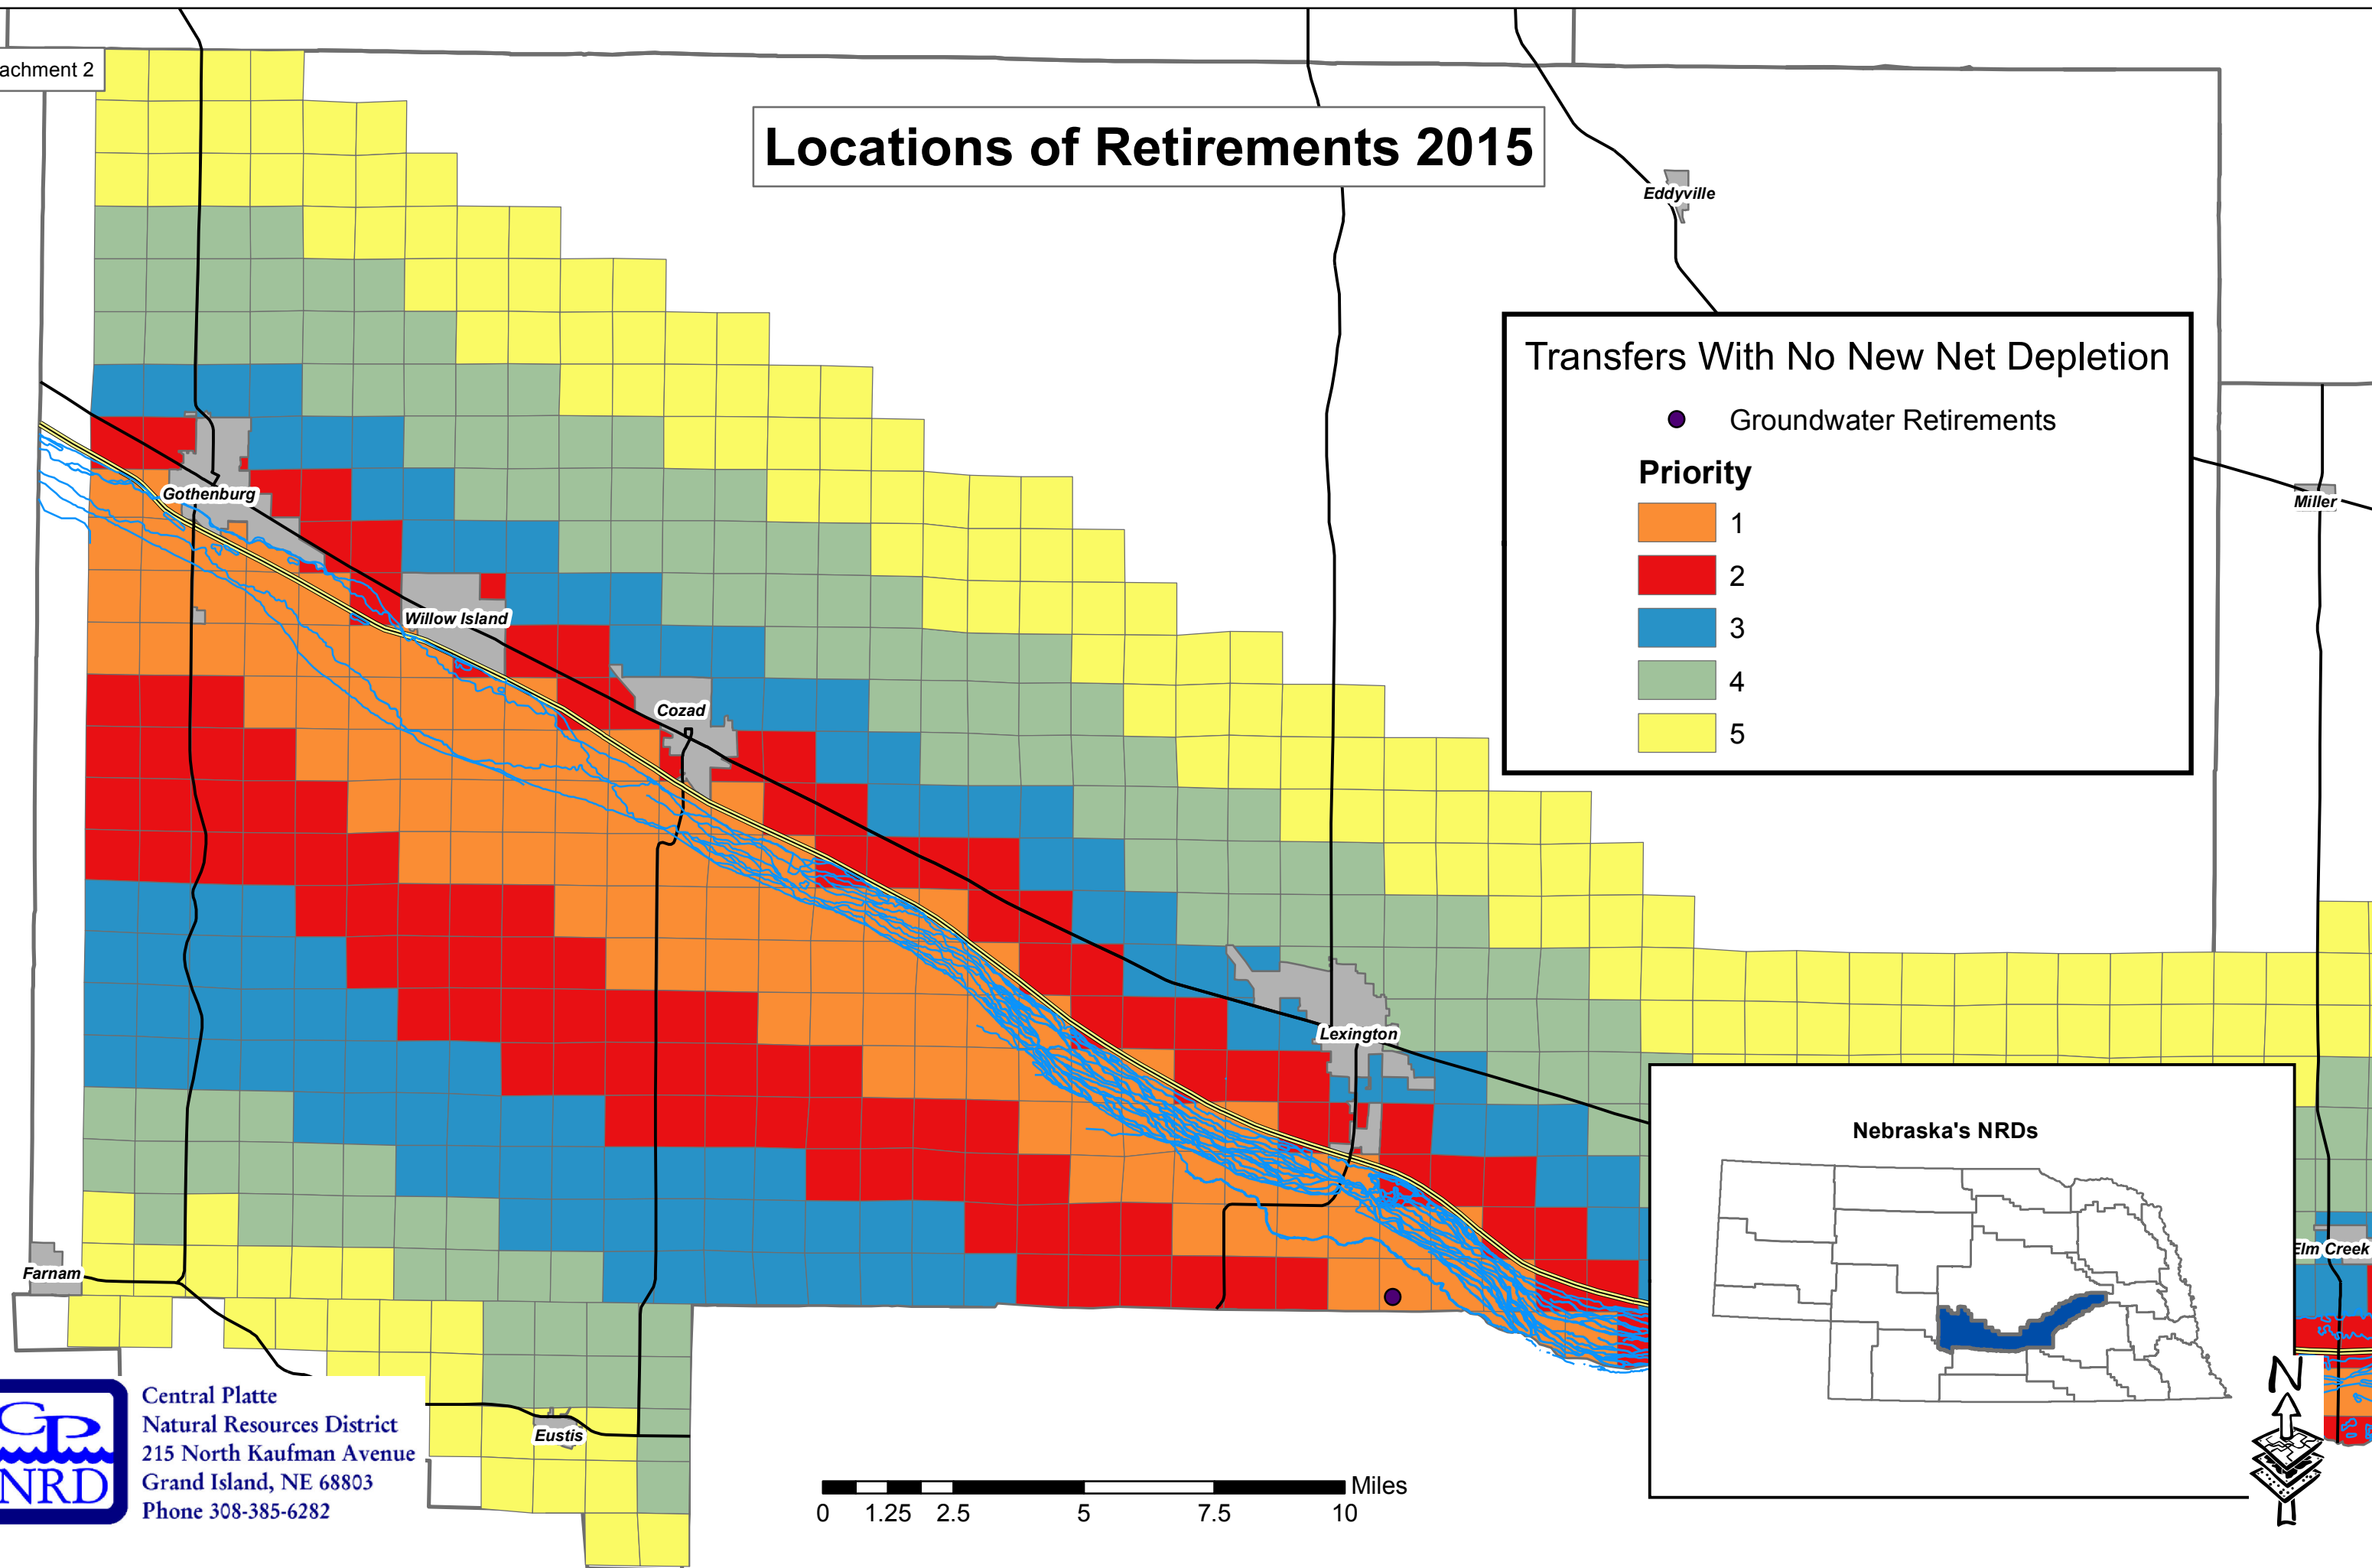 achment 2
Locations of Retirements 2015
Eddyville
Transfers With No New Net Depletion
Groundwater Retirements
Priority
1
2
3
4
5
Miller
Gothenburg
Willow Island
Cozad
Lexington
Nebraska's NRDs
Elm Creek
Farnam
Eustis
CP
NRD
Central Platte
Natural Resources District
215 North Kaufman Avenue
Grand Island, NE 68803
Phone 308-385-6282
Miles
0 1.25 2.5 5 7.5 10
N